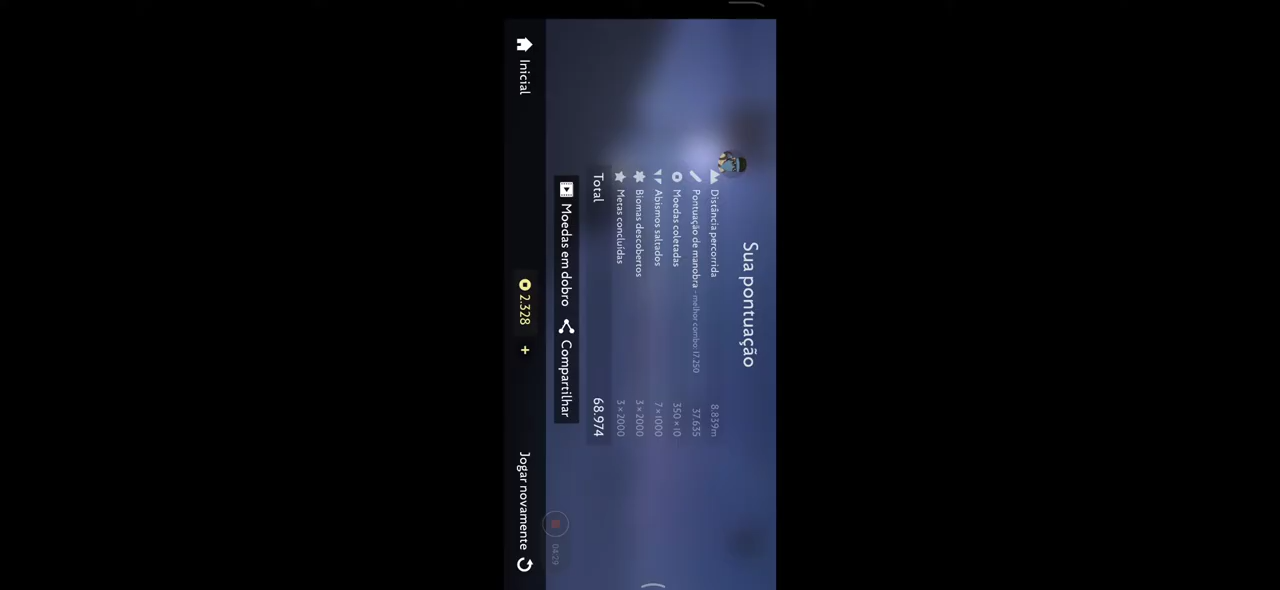 Sua pontuação
Distância percorrida 8.839m
Pontuação de manobra - melhor combo: 17.250 37.635
Moedas coletadas 350 × 10
Abismos saltados 7 × 1000
Biomas descobertos 3 × 2000
Metas concluídas 3 × 2000
Total 68.974
Moedas em dobro Compartilhar
Inicial 2.328 + Jogar novamente
04:29